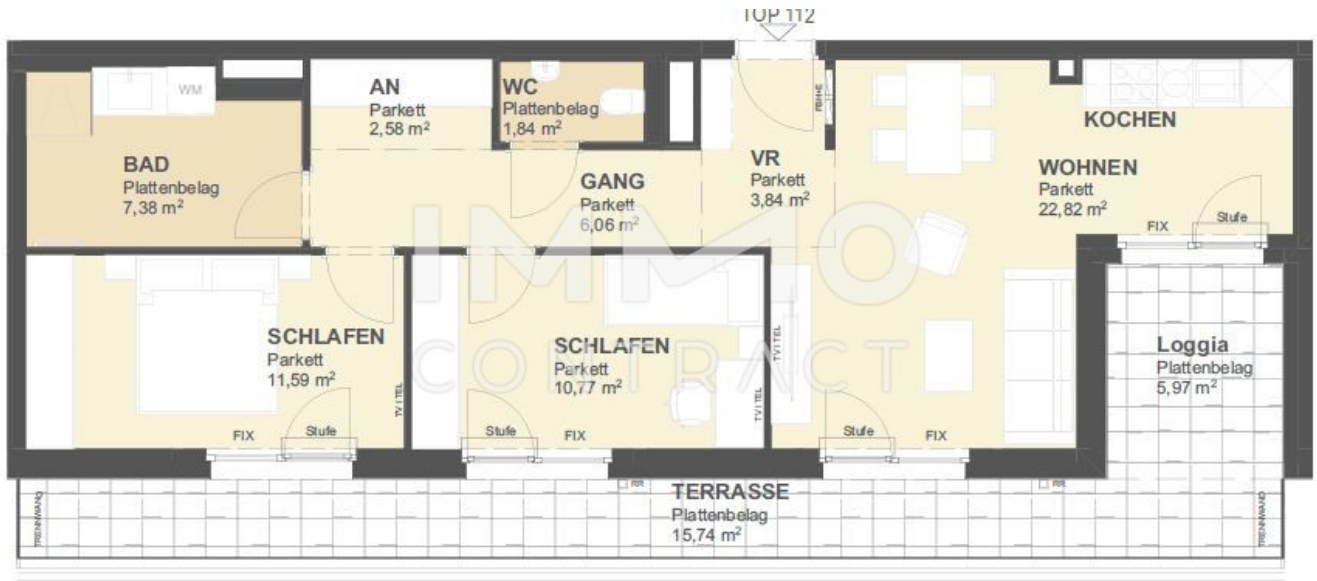 TOP 112
AN
Parkett
2,58 m²
WC
Plattenbelag
1,84 m²
WM
BAD
Plattenbelag
7,38 m²
GANG
Parkett
6,06 m²
VR
Parkett
3,84 m²
FBH+E
KOCHEN
WOHNEN
Parkett
22,82 m²
FIX
Stufe
IMMO
CONTRACT
SCHLAFEN
Parkett
11,59 m²
TV I TEL
FIX
Stufe
SCHLAFEN
Parkett
10,77 m²
TV I TEL
Stufe
FIX
TV I TEL
Stufe
FIX
Loggia
Plattenbelag
5,97 m²
TERRASSE
Plattenbelag
15,74 m²
RR
RR
TRENNWAND
TRENNWAND